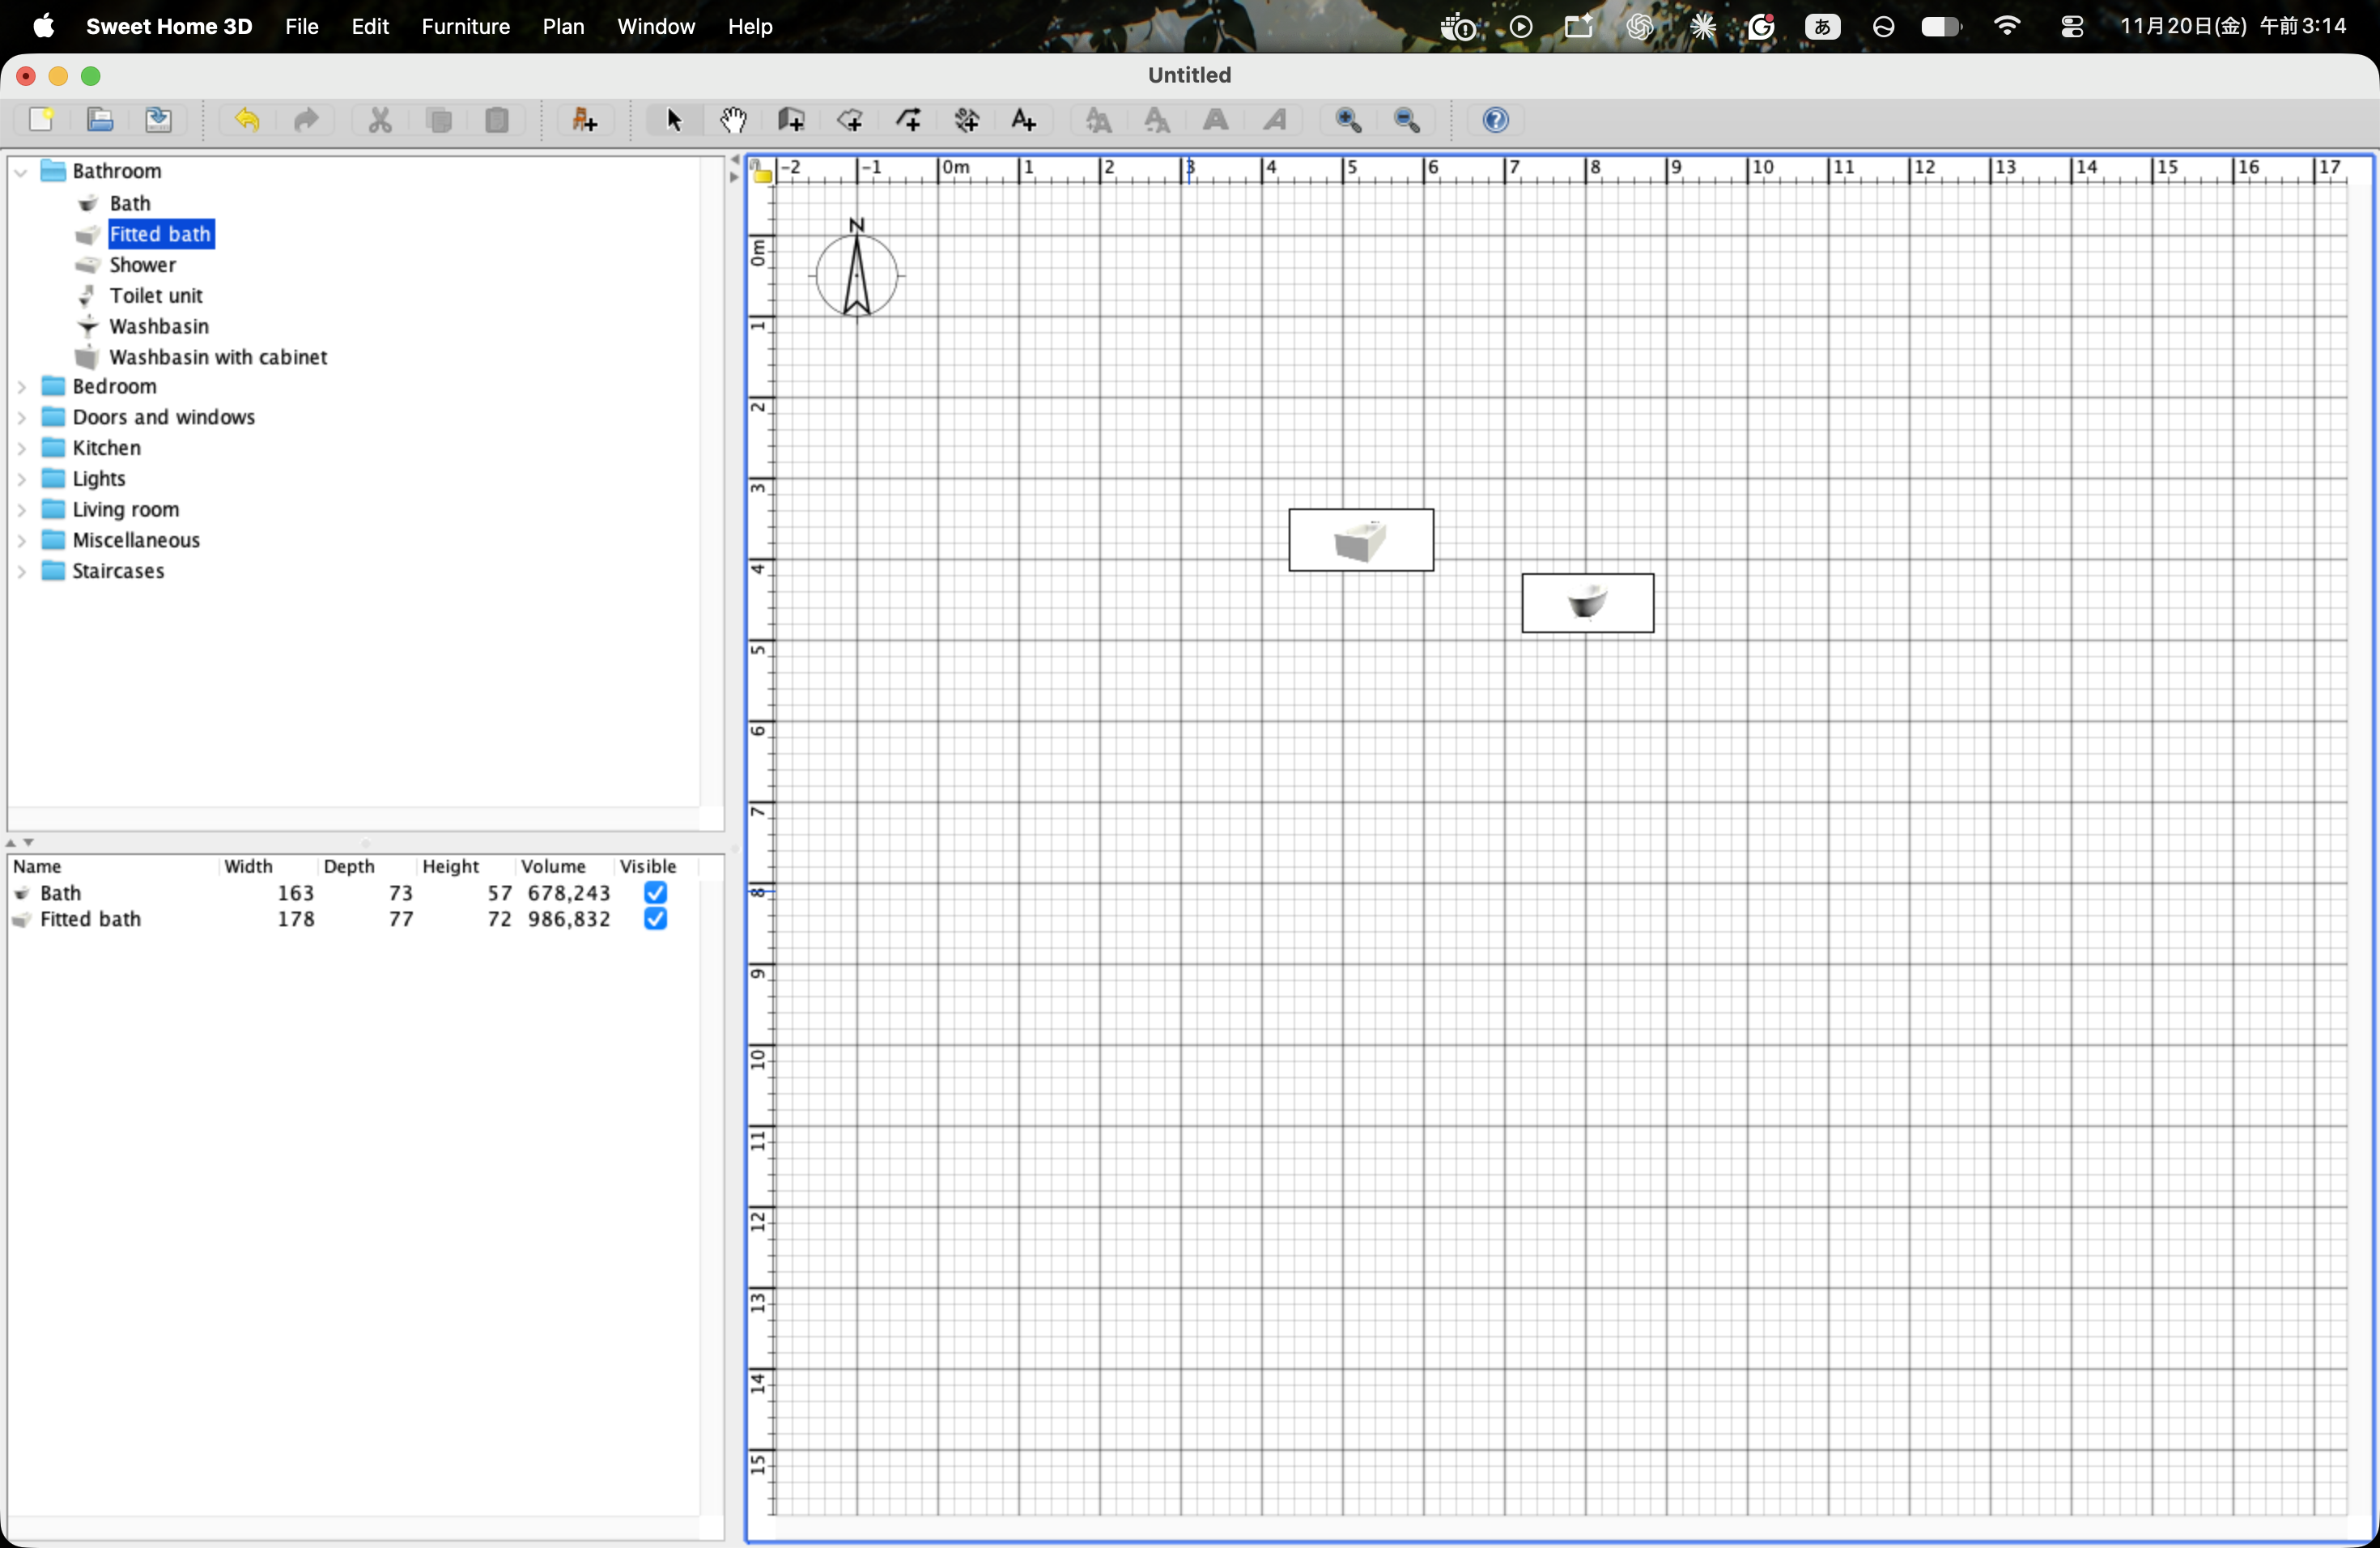 Sweet Home 3D File Edit Furniture Plan Window Help あ 11月20日(金) 午前3:14
Untitled
Bathroom
Bath
Fitted bath
Shower
Toilet unit
Washbasin
Washbasin with cabinet
Bedroom
Doors and windows
Kitchen
Lights
Living room
Miscellaneous
Staircases
Name Width Depth Height Volume Visible
Bath 163 73 57 678,243
Fitted bath 178 77 72 986,832
-2 -1 0m 1 2 3 4 5 6 7 8 9 10 11 12 13 14 15 16 17
N
0m
1
2
3
4
5
6
7
8
9
10
11
12
13
14
15